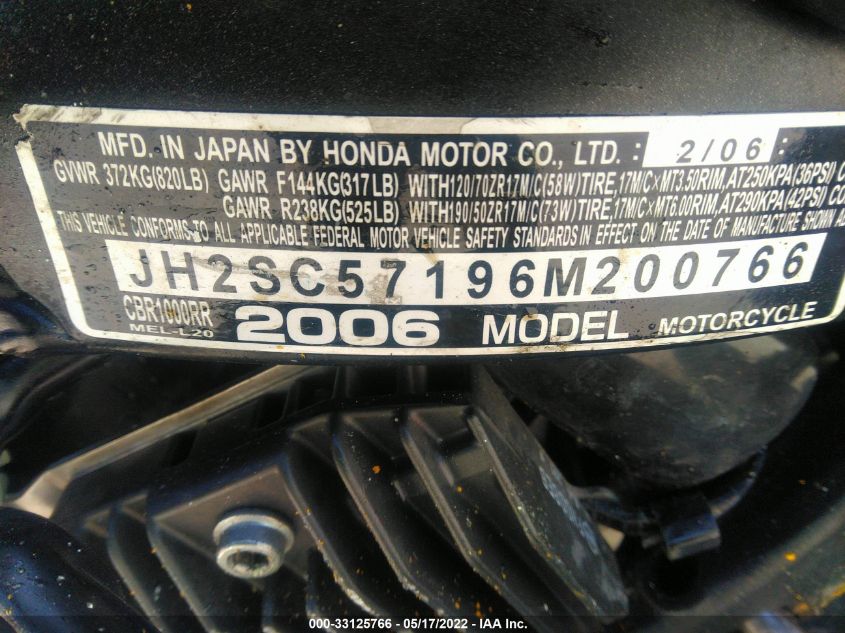 MFD. IN JAPAN BY HONDA MOTOR CO., LTD. : 2/06 :
GVWR 372KG(820LB) GAWR F144KG(317LB) WITH120/70ZR17M/C(58W)TIRE,17M/C×MT3.50RIM,AT250KPA(36PSI) CO
GAWR R238KG(525LB) WITH190/50ZR17M/C(73W)TIRE,17M/C×MT6.00RIM,AT290KPA(42PSI) CO
THIS VEHICLE CONFORMS TO ALL APPLICABLE FEDERAL MOTOR VEHICLE SAFETY STANDARDS IN EFFECT ON THE DATE OF MANUFACTURE SHOWN
JH2SC57196M200766
CBR1000RR
MEL-L20
2006 MODEL MOTORCYCLE
000-33125766 - 05/17/2022 - IAA Inc.